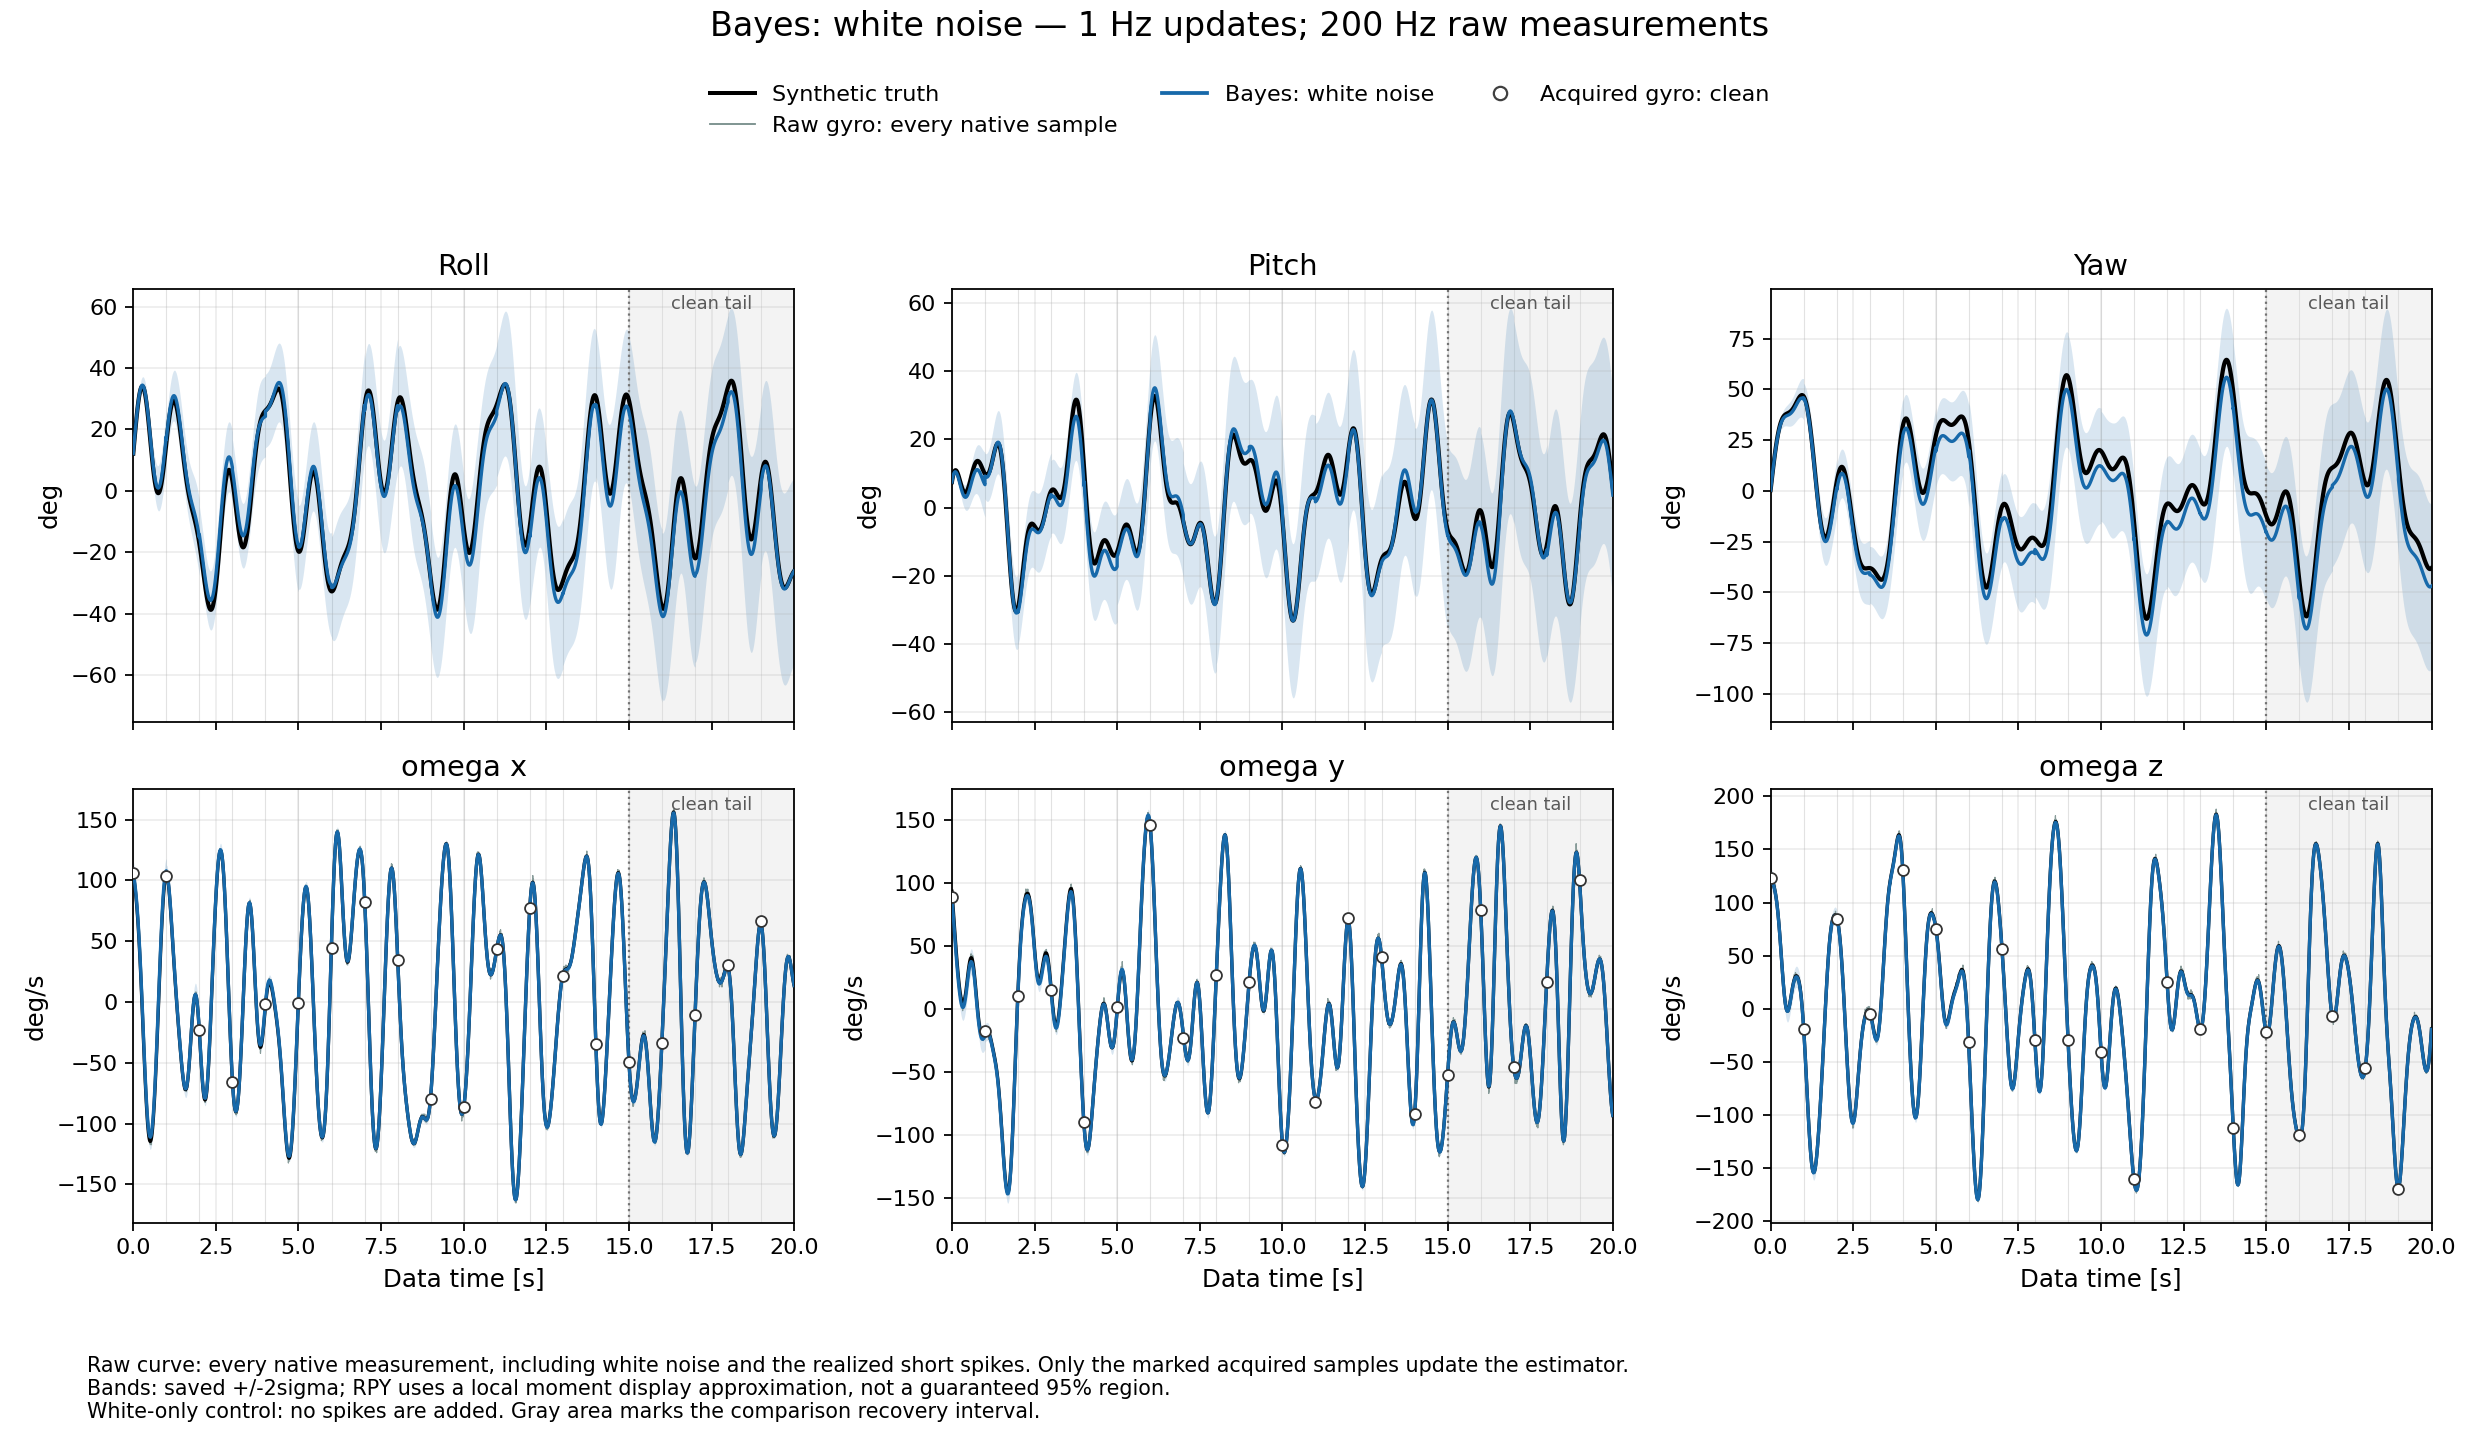 Bayes: white noise — 1 Hz updates; 200 Hz raw measurements
Synthetic truth
Raw gyro: every native sample
Bayes: white noise
Acquired gyro: clean
Roll
clean tail
deg
60
40
20
0
−20
−40
−60
Pitch
clean tail
deg
60
40
20
0
−20
−40
−60
Yaw
clean tail
deg
75
50
25
0
−25
−50
−75
−100
omega x
clean tail
deg/s
150
100
50
0
−50
−100
−150
0.0 2.5 5.0 7.5 10.0 12.5 15.0 17.5 20.0
Data time [s]
omega y
clean tail
deg/s
150
100
50
0
−50
−100
−150
0.0 2.5 5.0 7.5 10.0 12.5 15.0 17.5 20.0
Data time [s]
omega z
clean tail
deg/s
200
150
100
50
0
−50
−100
−150
−200
0.0 2.5 5.0 7.5 10.0 12.5 15.0 17.5 20.0
Data time [s]
Raw curve: every native measurement, including white noise and the realized short spikes. Only the marked acquired samples update the estimator.
Bands: saved +/-2sigma; RPY uses a local moment display approximation, not a guaranteed 95% region.
White-only control: no spikes are added. Gray area marks the comparison recovery interval.